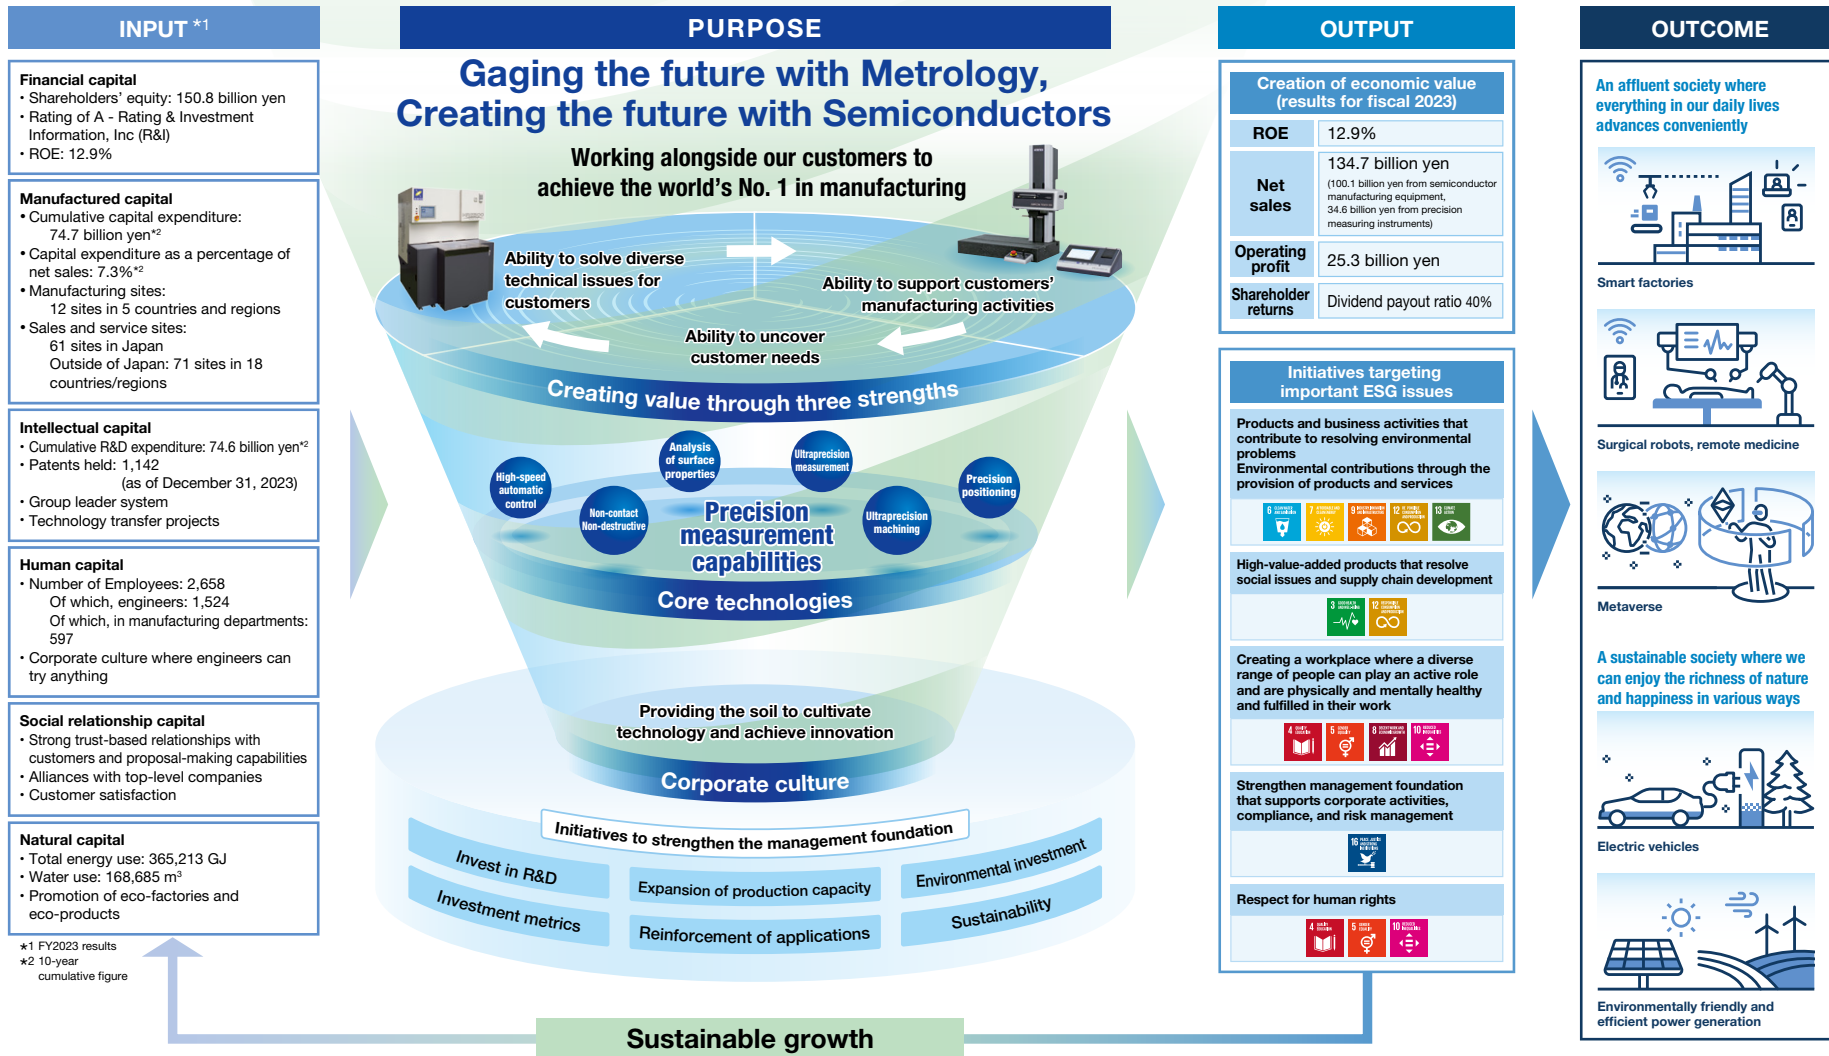 INPUT *1
Financial capital
・Shareholders' equity: 150.8 billion yen
・Rating of A - Rating & Investment
Information, Inc (R&I)
・ROE: 12.9%
Manufactured capital
• Cumulative capital expenditure:
74.7 billion yen*2
• Capital expenditure as a percentage of
net sales: 7.3%*2
• Manufacturing sites:
12 sites in 5 countries and regions
• Sales and service sites:
61 sites in Japan
Outside of Japan: 71 sites in 18
countries/regions
Intellectual capital
・Cumulative R&D expenditure: 74.6 billion yen*2
・Patents held: 1,142
(as of December 31, 2023)
・Group leader system
・Technology transfer projects
Human capital
・Number of Employees: 2,658
Of which, engineers: 1,524
Of which, in manufacturing departments:
597
・Corporate culture where engineers can
try anything
Social relationship capital
・Strong trust-based relationships with
customers and proposal-making capabilities
・Alliances with top-level companies
・Customer satisfaction
Natural capital
・Total energy use: 365,213 GJ
・Water use: 168,685 m3
・Promotion of eco-factories and
eco-products
*1 FY2023 results
*2 10-year
cumulative figure
PURPOSE
Gaging the future with Metrology,
Creating the future with Semiconductors
Working alongside our customers to
achieve the world's No. 1 in manufacturing
Ability to solve diverse
technical issues for
customers
Ability to support customers'
manufacturing activities
Ability to uncover
customer needs
Creating value through three strengths
High-speed
automatic
control
Non-contact
Non-destructive
Analysis
of surface
properties
Ultraprecision
measurement
Ultraprecision
machining
Precision
positioning
Precision
measurement
capabilities
Core technologies
Providing the soil to cultivate
technology and achieve innovation
Corporate culture
Initiatives to strengthen the management foundation
Invest in R&D
Expansion of production capacity
Environmental investment
Investment metrics
Reinforcement of applications
Sustainability
Sustainable growth
OUTPUT
Creation of economic value
(results for fiscal 2023)
ROE
12.9%
Net
sales
134.7 billion yen
(100.1 billion yen from semiconductor
manufacturing equipment,
34.6 billion yen from precision
measuring instruments)
Operating
profit
25.3 billion yen
Shareholder
returns
Dividend payout ratio 40%
Initiatives targeting
important ESG issues
Products and business activities that
contribute to resolving environmental
problems
Environmental contributions through the
provision of products and services
6
7
9
12
13
High-value-added products that resolve
social issues and supply chain development
3
12
Creating a workplace where a diverse
range of people can play an active role
and are physically and mentally healthy
and fulfilled in their work
4
5
8
10
Strengthen management foundation
that supports corporate activities,
compliance, and risk management
16
Respect for human rights
4
5
10
OUTCOME
An affluent society where
everything in our daily lives
advances conveniently
Smart factories
Surgical robots, remote medicine
Metaverse
A sustainable society where we
can enjoy the richness of nature
and happiness in various ways
Electric vehicles
Environmentally friendly and
efficient power generation